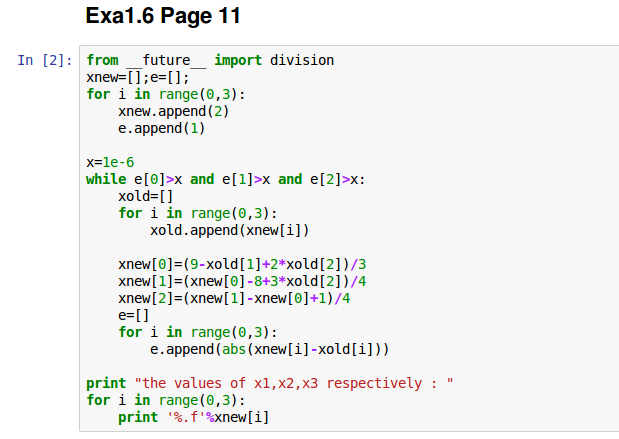 Exa1.6 Page 11
In [2]: from __future__ import division
xnew=[];e=[];
for i in range(0,3):
    xnew.append(2)
    e.append(1)

x=1e-6
while e[0]>x and e[1]>x and e[2]>x:
    xold=[]
    for i in range(0,3):
        xold.append(xnew[i])

    xnew[0]=(9-xold[1]+2*xold[2])/3
    xnew[1]=(xnew[0]-8+3*xold[2])/4
    xnew[2]=(xnew[1]-xnew[0]+1)/4
    e=[]
    for i in range(0,3):
        e.append(abs(xnew[i]-xold[i]))

print "the values of x1,x2,x3 respectively : "
for i in range(0,3):
    print '%.f'%xnew[i]